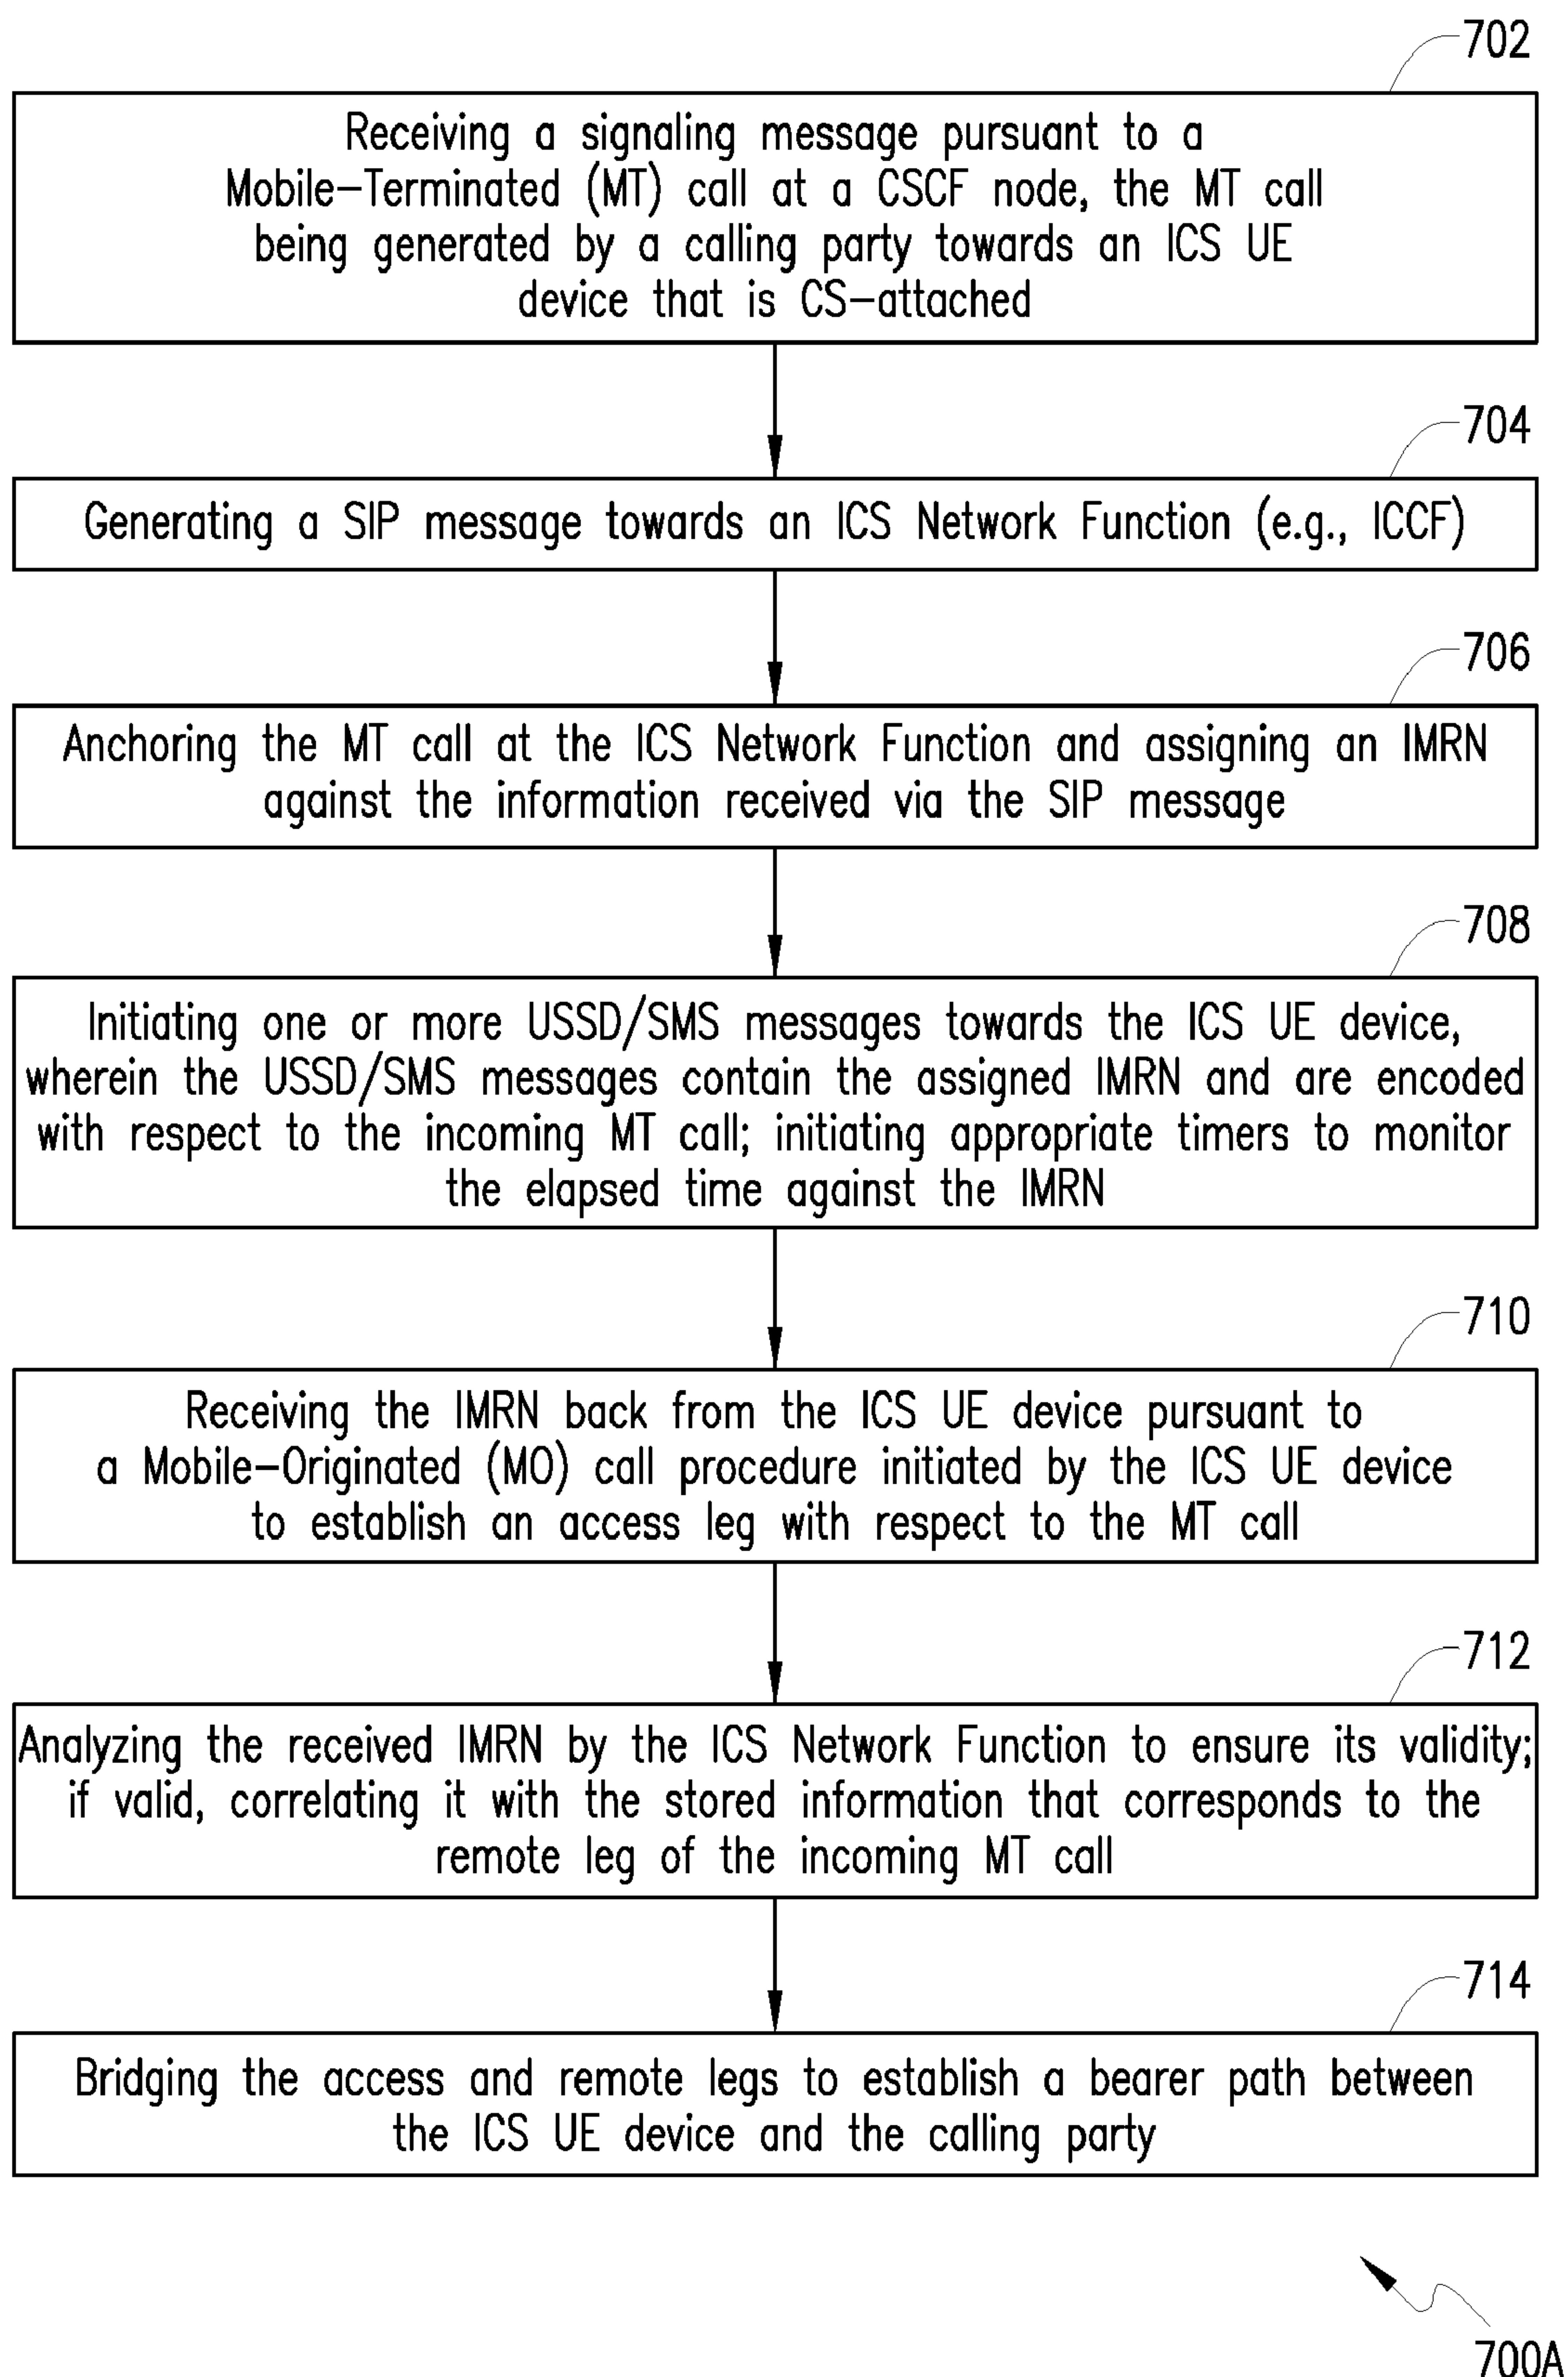 702
Receiving a signaling message pursuant to a
Mobile-Terminated (MT) call at a CSCF node, the MT call
being generated by a calling party towards an ICS UE
device that is CS-attached
704
Generating a SIP message towards an ICS Network Function (e.g., ICCF)
706
Anchoring the MT call at the ICS Network Function and assigning an IMRN
against the information received via the SIP message
708
Initiating one or more USSD/SMS messages towards the ICS UE device,
wherein the USSD/SMS messages contain the assigned IMRN and are encoded
with respect to the incoming MT call; initiating appropriate timers to monitor
the elapsed time against the IMRN
710
Receiving the IMRN back from the ICS UE device pursuant to
a Mobile-Originated (MO) call procedure initiated by the ICS UE device
to establish an access leg with respect to the MT call
712
Analyzing the received IMRN by the ICS Network Function to ensure its validity;
if valid, correlating it with the stored information that corresponds to the
remote leg of the incoming MT call
714
Bridging the access and remote legs to establish a bearer path between
the ICS UE device and the calling party
700A